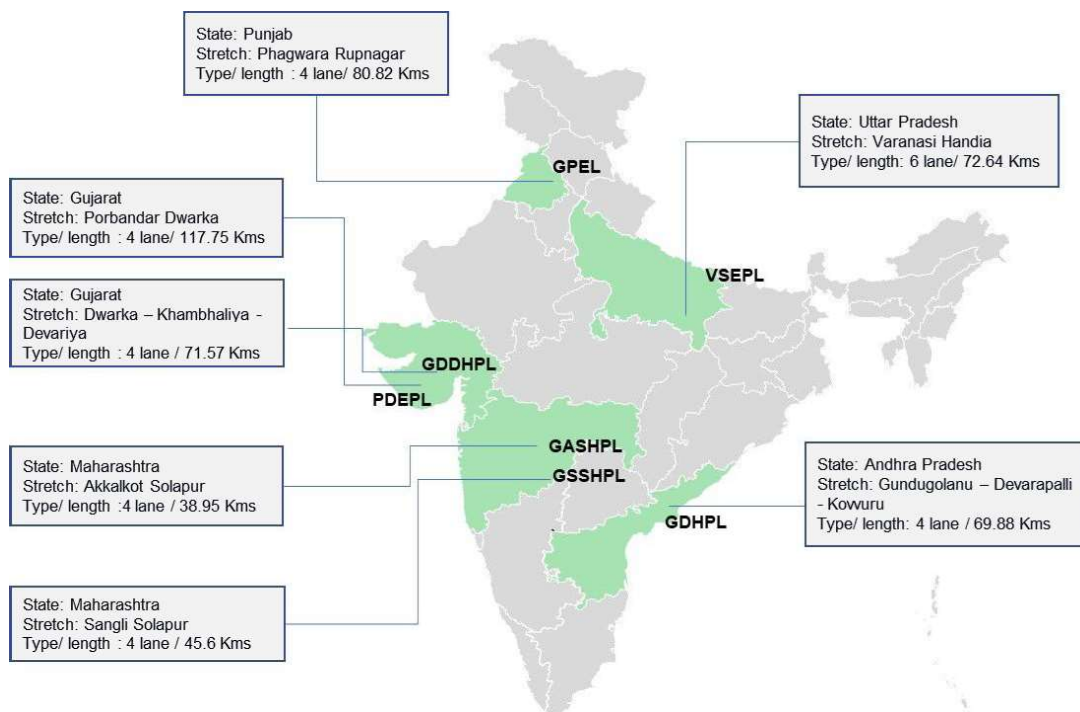 State: Punjab
Stretch: Phagwara Rupnagar
Type/ length : 4 lane/ 80.82 Kms
State: Uttar Pradesh
Stretch: Varanasi Handia
Type/ length: 6 lane/ 72.64 Kms
GPEL
State: Gujarat
Stretch: Porbandar Dwarka
Type/ length : 4 lane/ 117.75 Kms
VSEPL
State: Gujarat
Stretch: Dwarka – Khambhaliya -
Devariya
Type/ length : 4 lane / 71.57 Kms
GDDHPL
PDEPL
State: Maharashtra
Stretch: Akkalkot Solapur
Type/ length :4 lane / 38.95 Kms
GASHPL
GSSHPL
State: Andhra Pradesh
Stretch: Gundugolanu – Devarapalli
- Kovvuru
Type/ length: 4 lane / 69.88 Kms
GDHPL
State: Maharashtra
Stretch: Sangli Solapur
Type/ length : 4 lane / 45.6 Kms